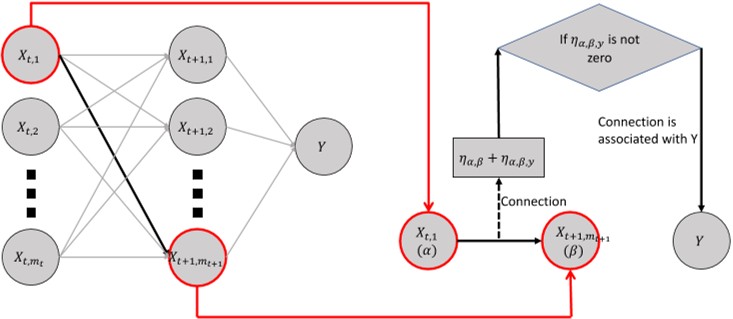 X_{t,1}
X_{t,2}
X_{t,m_t}
X_{t+1,1}
X_{t+1,2}
X_{t+1,m_{t+1}}
Y
If η_{α,β,y} is not
zero
η_{α,β} + η_{α,β,y}
Connection is
associated with Y
Connection
X_{t,1}
(α)
X_{t+1,m_{t+1}}
(β)
Y